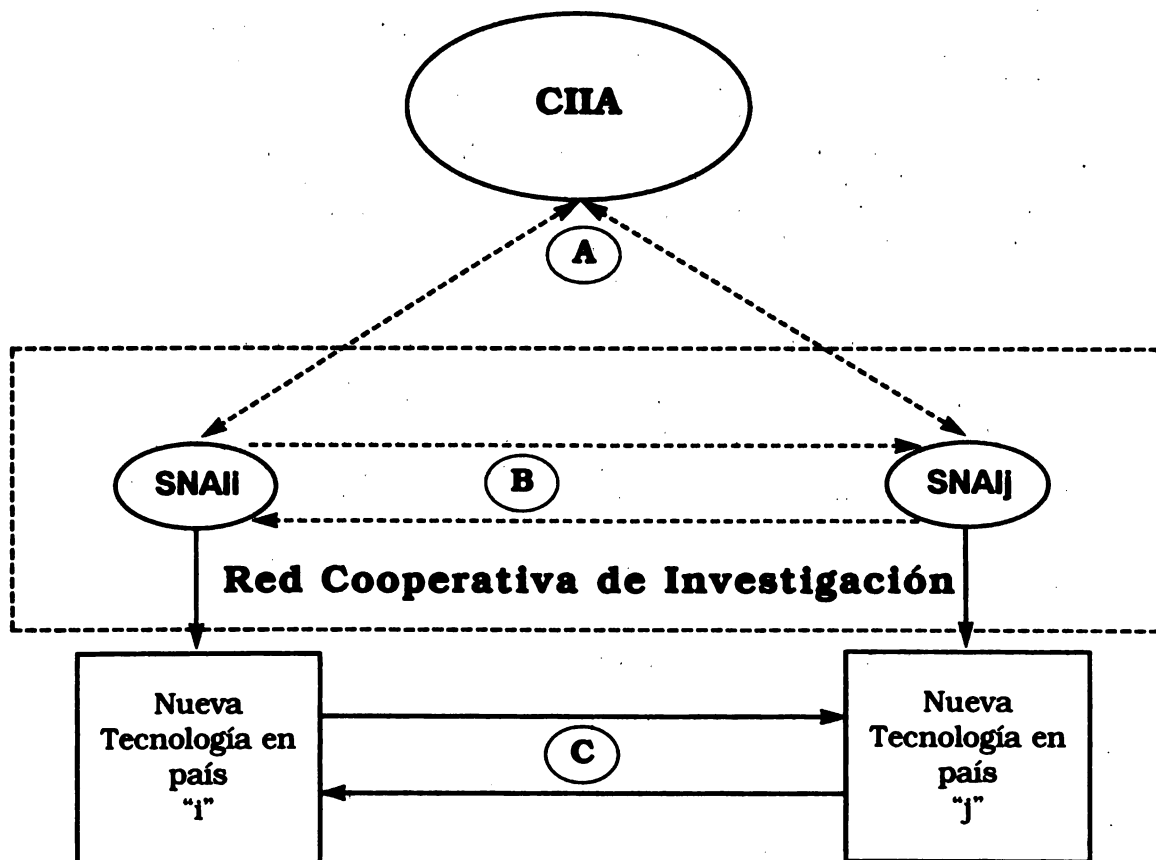 CIIA
A
SNAIi
B
SNAIj
Red Cooperativa de Investigación
Nueva
Tecnología en
país
“i”
C
Nueva
Tecnología en
país
“j”